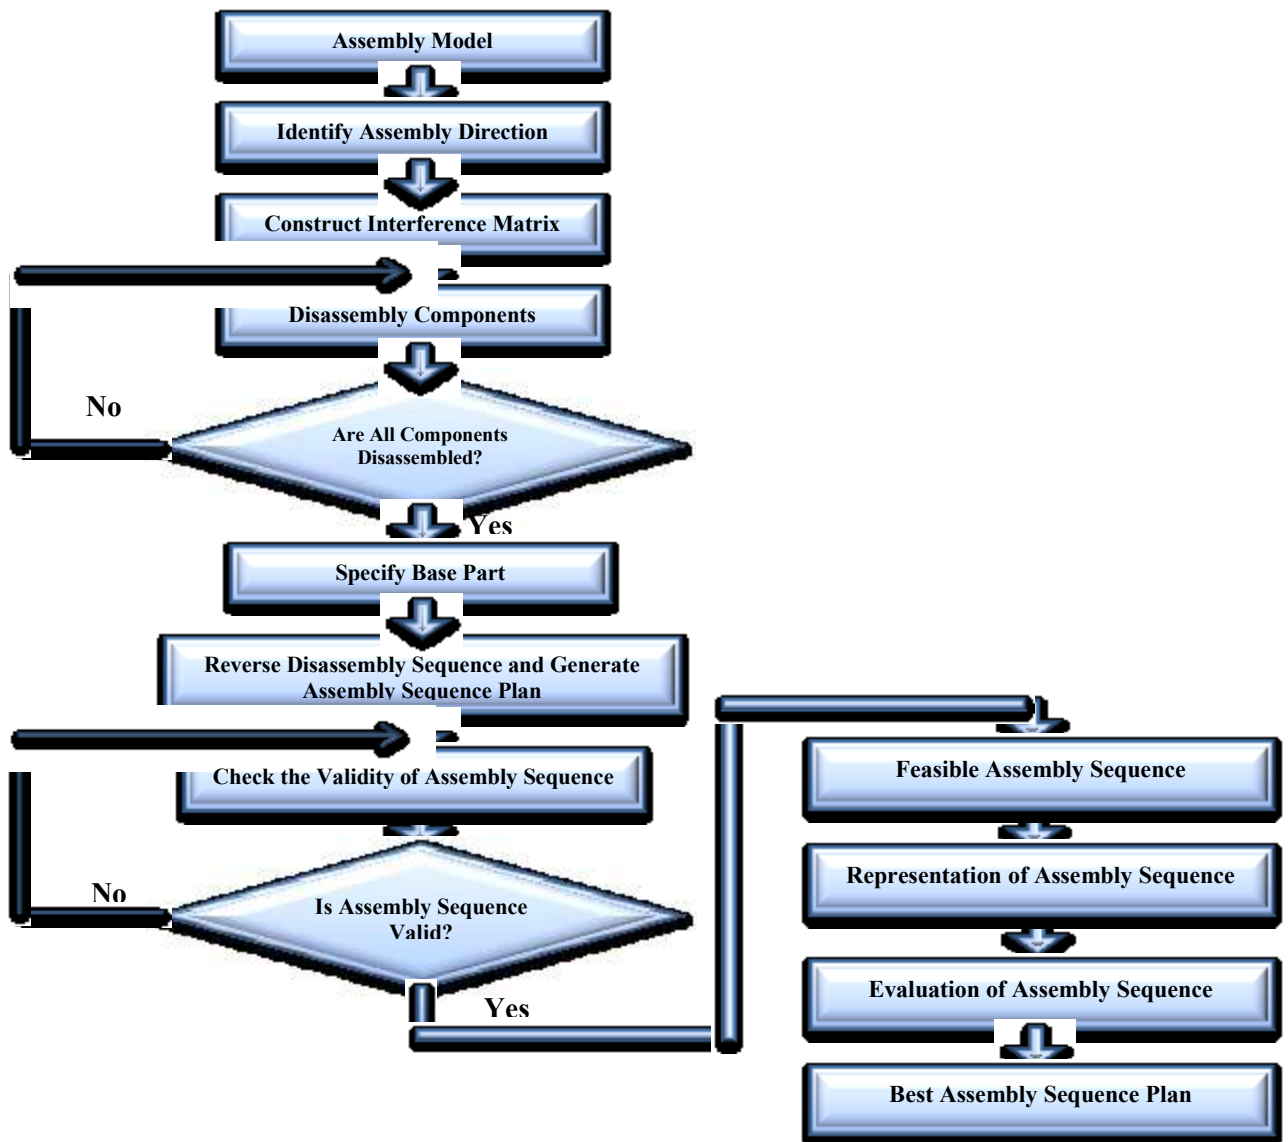 Assembly Model
Identify Assembly Direction
Construct Interference Matrix
Disassembly Components
No
Are All Components
Disassembled?
Yes
Specify Base Part
Reverse Disassembly Sequence and Generate
Assembly Sequence Plan
Check the Validity of Assembly Sequence
No
Is Assembly Sequence
Valid?
Yes
Feasible Assembly Sequence
Representation of Assembly Sequence
Evaluation of Assembly Sequence
Best Assembly Sequence Plan